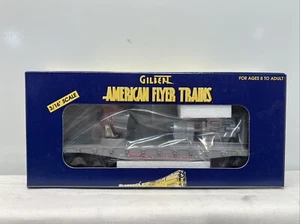 GILBERT
FOR AGES 8 TO ADULT
AMERICAN FLYER TRAINS
3/16" SCALE